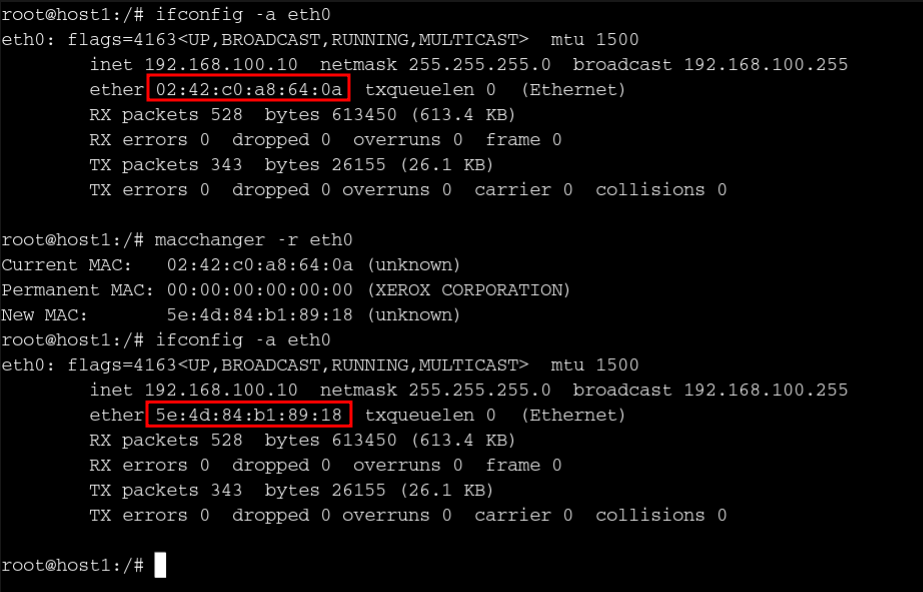 root@host1:/# ifconfig -a eth0
eth0: flags=4163<UP,BROADCAST,RUNNING,MULTICAST>  mtu 1500
        inet 192.168.100.10  netmask 255.255.255.0  broadcast 192.168.100.255
        ether 02:42:c0:a8:64:0a  txqueuelen 0  (Ethernet)
        RX packets 528  bytes 613450 (613.4 KB)
        RX errors 0  dropped 0  overruns 0  frame 0
        TX packets 343  bytes 26155 (26.1 KB)
        TX errors 0  dropped 0 overruns 0  carrier 0  collisions 0

root@host1:/# macchanger -r eth0
Current MAC:   02:42:c0:a8:64:0a (unknown)
Permanent MAC: 00:00:00:00:00:00 (XEROX CORPORATION)
New MAC:       5e:4d:84:b1:89:18 (unknown)
root@host1:/# ifconfig -a eth0
eth0: flags=4163<UP,BROADCAST,RUNNING,MULTICAST>  mtu 1500
        inet 192.168.100.10  netmask 255.255.255.0  broadcast 192.168.100.255
        ether 5e:4d:84:b1:89:18  txqueuelen 0  (Ethernet)
        RX packets 528  bytes 613450 (613.4 KB)
        RX errors 0  dropped 0  overruns 0  frame 0
        TX packets 343  bytes 26155 (26.1 KB)
        TX errors 0  dropped 0 overruns 0  carrier 0  collisions 0

root@host1:/#